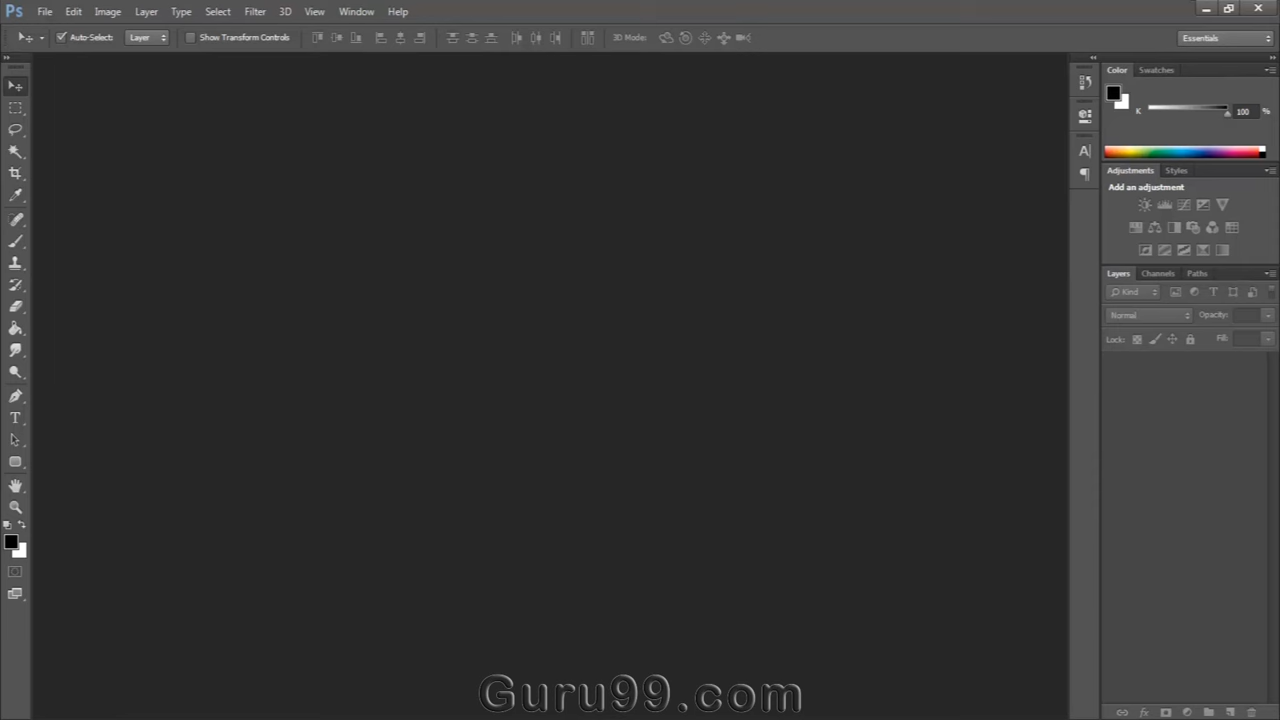 Ps File Edit Image Layer Type Select Filter 3D View Window Help
Auto-Select: Layer Show Transform Controls 3D Mode: Essentials
Color Swatches
K 100 %
Adjustments Styles
Add an adjustment
Layers Channels Paths
Kind
Normal Opacity:
Lock: Fill:
Guru99.com